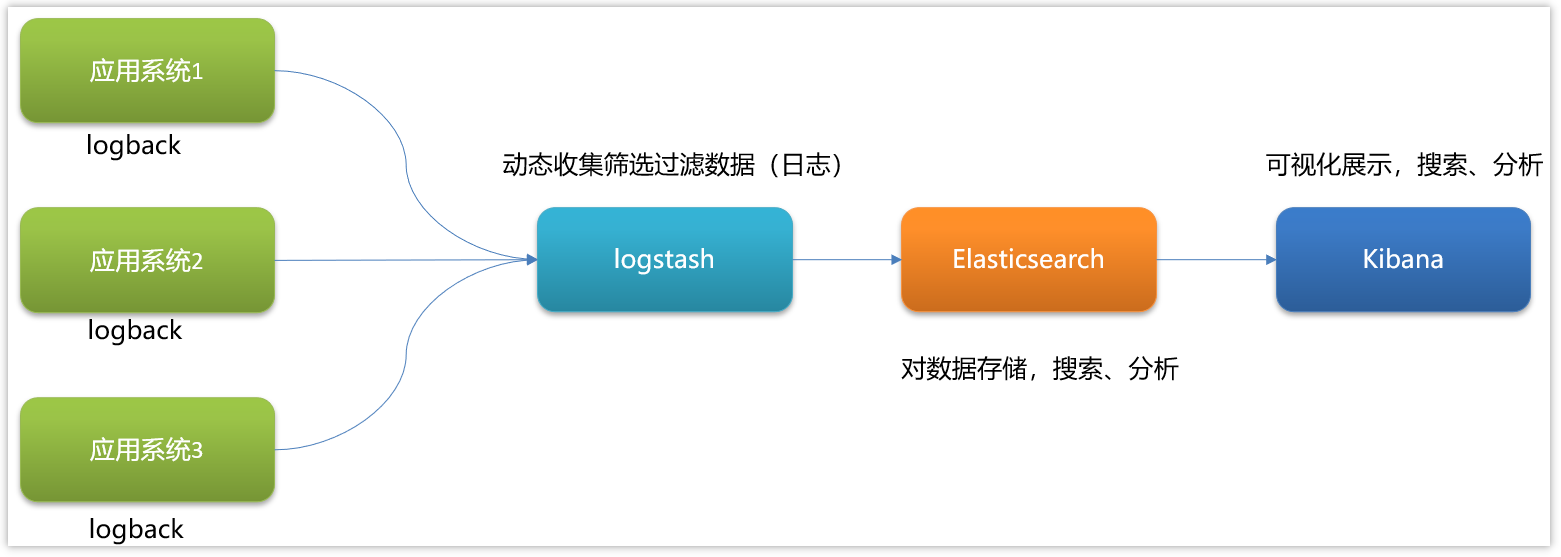 应用系统1
logback
动态收集筛选过滤数据（日志）
可视化展示，搜索、分析
应用系统2
logstash
Elasticsearch
Kibana
logback
对数据存储，搜索、分析
应用系统3
logback